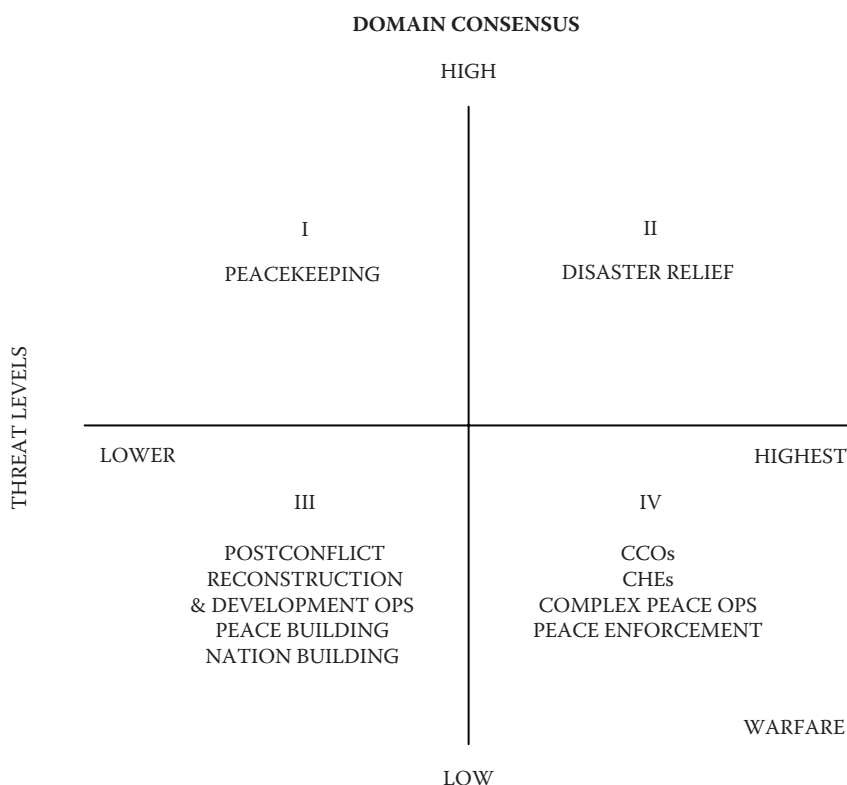 DOMAIN CONSENSUS
HIGH
I
II
PEACEKEEPING
DISASTER RELIEF
THREAT LEVELS
LOWER
HIGHEST
III
IV
POSTCONFLICT
RECONSTRUCTION
& DEVELOPMENT OPS
PEACE BUILDING
NATION BUILDING
CCOs
CHEs
COMPLEX PEACE OPS
PEACE ENFORCEMENT
WARFARE
LOW